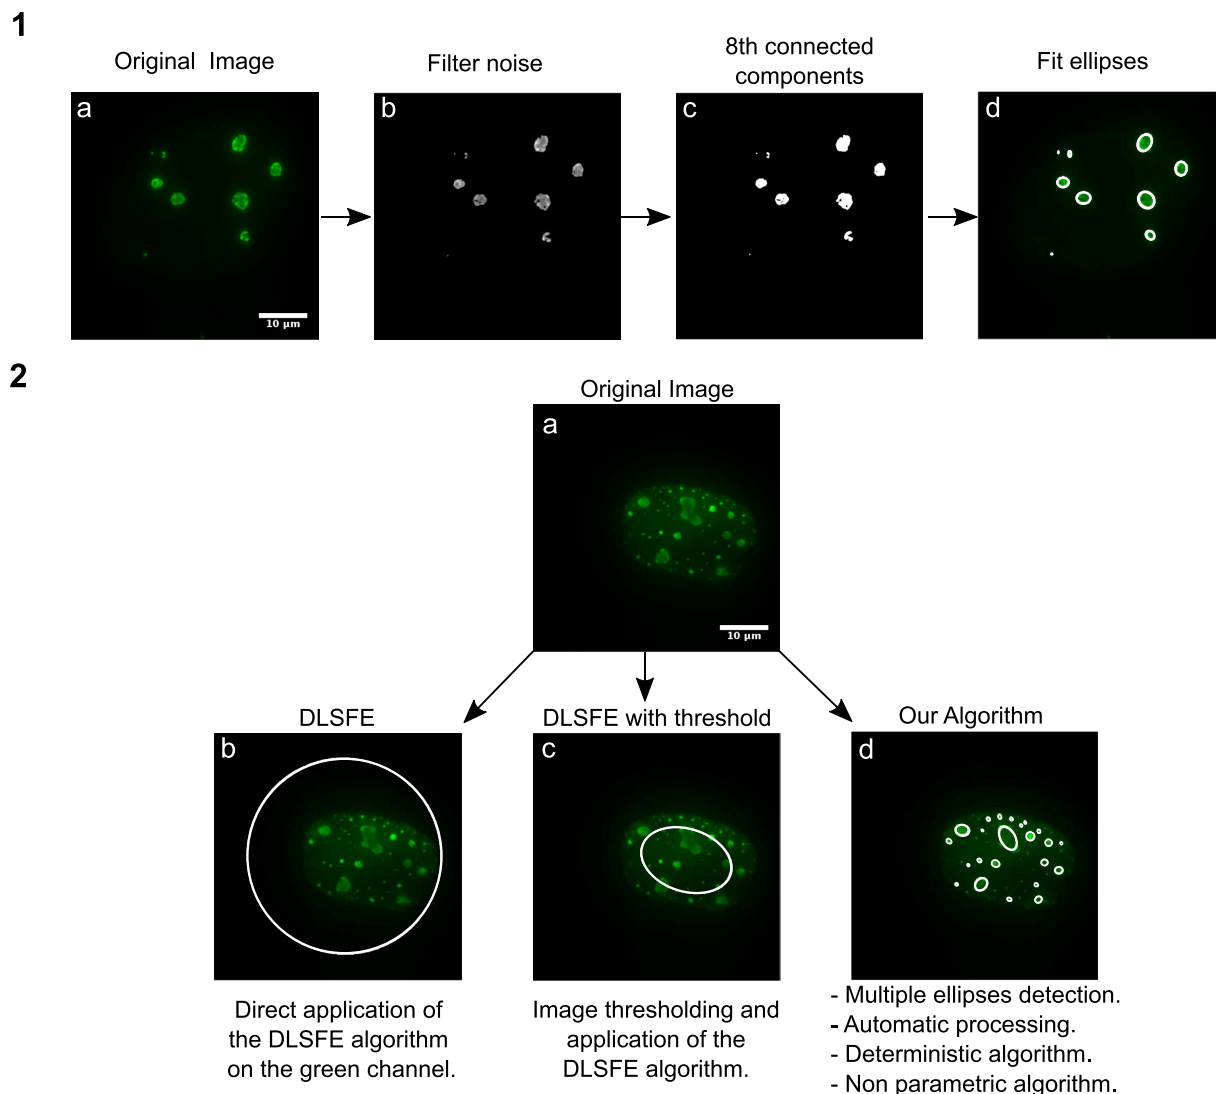 1
Original Image
Filter noise
8th connected
components
Fit ellipses
a
b
c
d
10 µm
2
Original Image
a
10 µm
DLSFE
DLSFE with threshold
Our Algorithm
b
c
d
Direct application of
the DLSFE algorithm
on the green channel.
Image thresholding and
application of the
DLSFE algorithm.
- Multiple ellipses detection.
- Automatic processing.
- Deterministic algorithm.
- Non parametric algorithm.